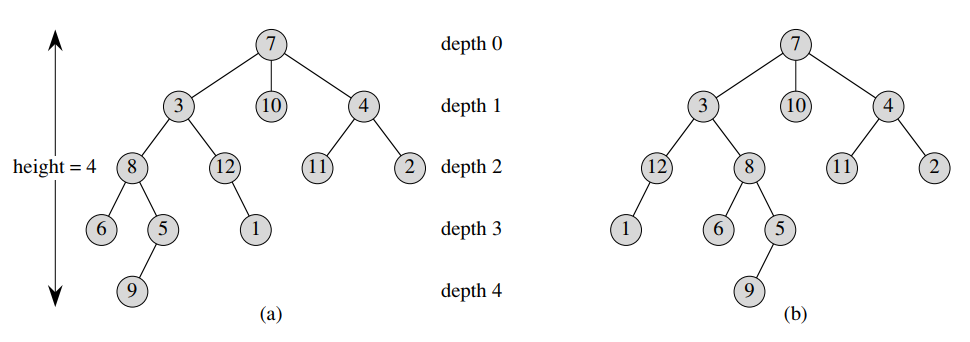 7 depth 0 7
3 10 4 depth 1 3 10 4
height = 4 8 12 11 2 depth 2 12 8 11 2
6 5 1 depth 3 1 6 5
9 depth 4 9
(a) (b)